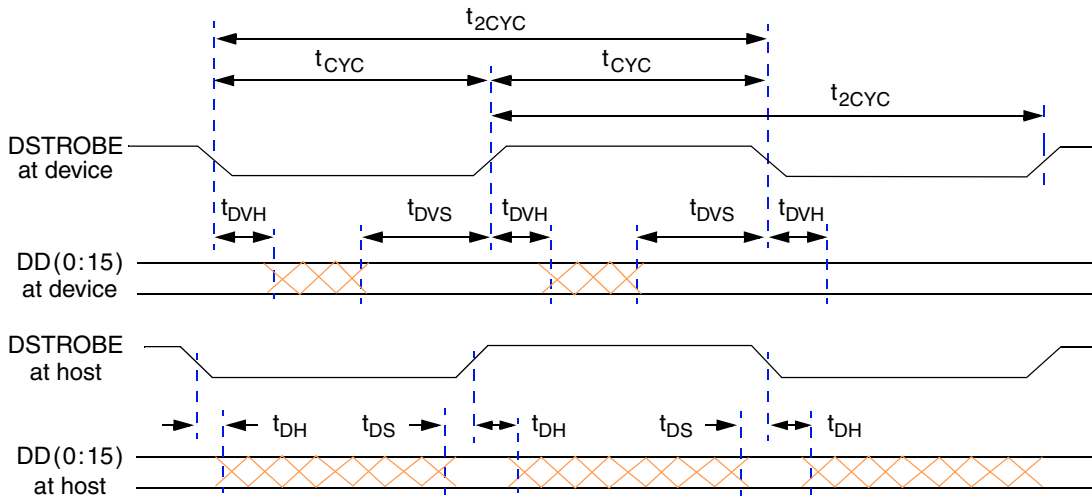 t2CYC
tCYC tCYC
t2CYC
DSTROBE
at device
tDVH tDVS tDVH tDVS tDVH
DD(0:15)
at device
DSTROBE
at host
tDH tDS tDH tDS tDH
DD(0:15)
at host